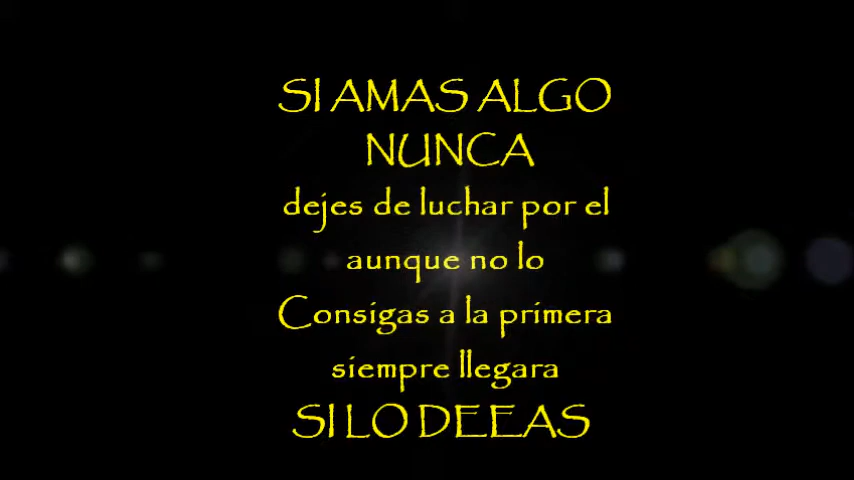 SI AMAS ALGO
NUNCA
dejes de luchar por el
aunque no lo
Consigas a la primera
siempre llegara
SI LO DEEAS